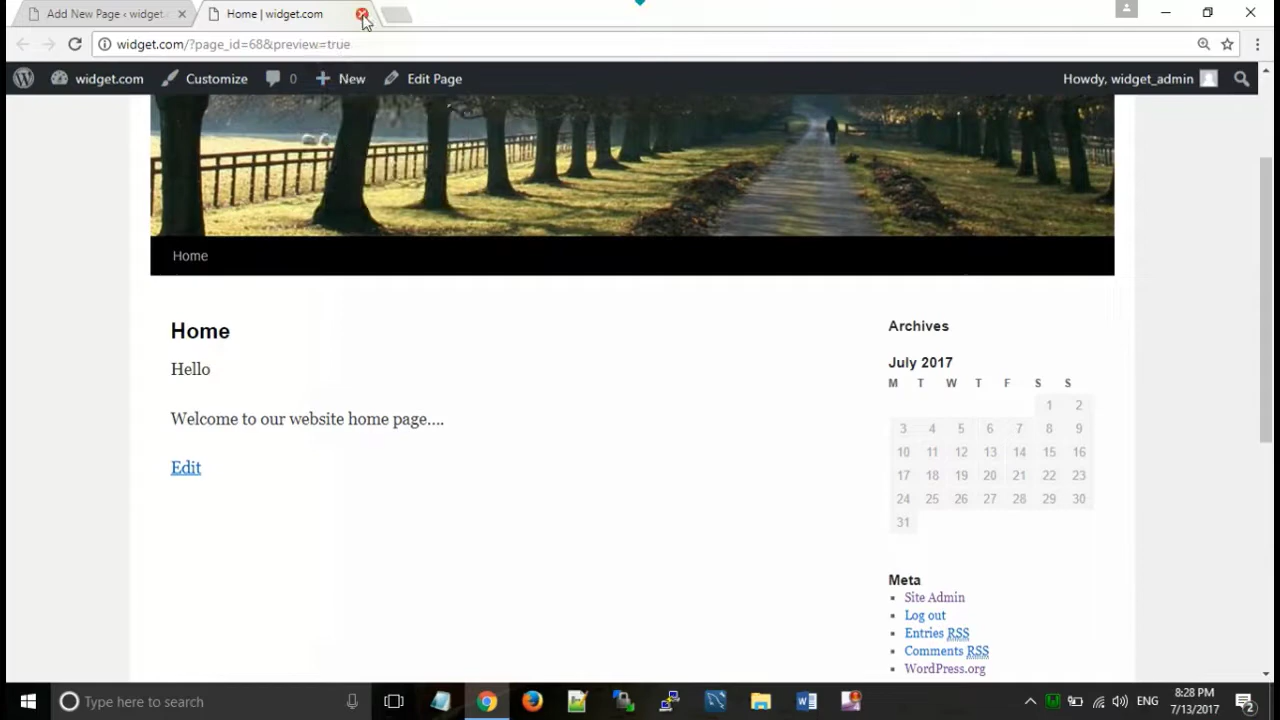 Add New Page ‹ widget.
Home | widget.com
widget.com/?page_id=68&preview=true
widget.com
Customize
0
New
Edit Page
Howdy, widget_admin
Home
Home
Hello
Welcome to our website home page....
Edit
Archives
July 2017
M T W T F S S
1 2
3 4 5 6 7 8 9
10 11 12 13 14 15 16
17 18 19 20 21 22 23
24 25 26 27 28 29 30
31
Meta
Site Admin
Log out
Entries RSS
Comments RSS
WordPress.org
Type here to search
ENG
8:28 PM
7/13/2017
2